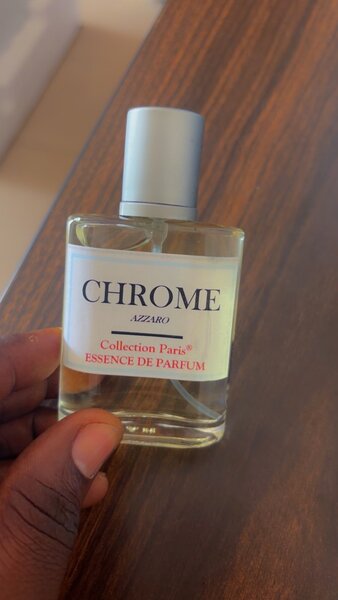 CHROME
AZZARO
Collection Paris®
ESSENCE DE PARFUM